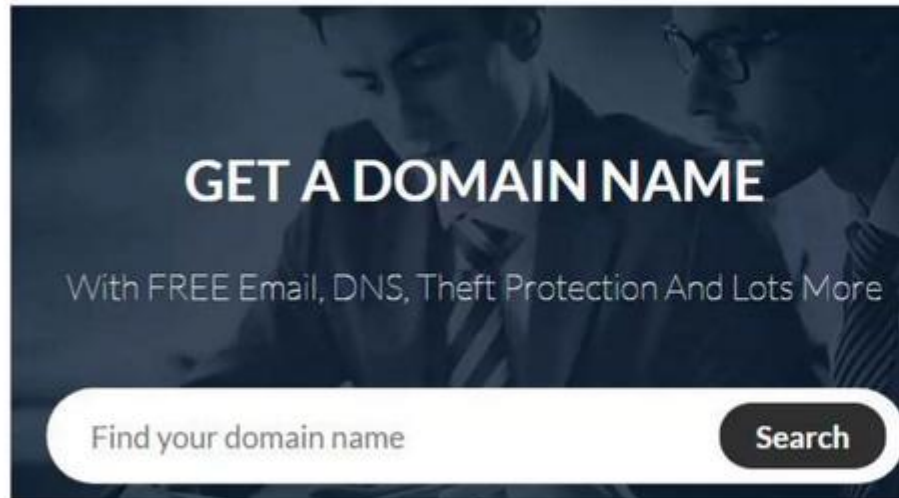 GET A DOMAIN NAME
With FREE Email, DNS, Theft Protection And Lots More
Find your domain name
Search